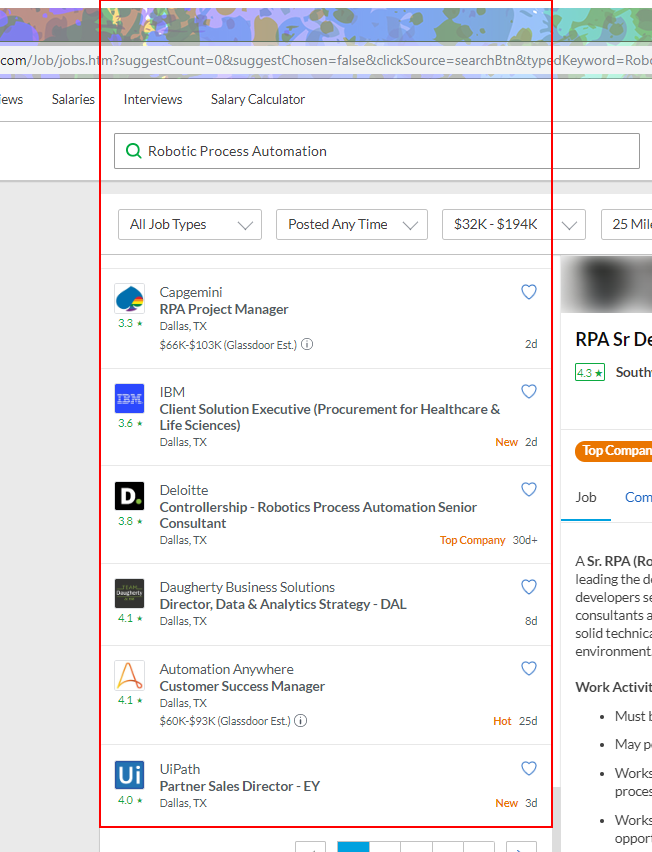 .com/Job/jobs.htm?suggestCount=0&suggestChosen=false&clickSource=searchBtn&typedKeyword=Robo
iews Salaries Interviews Salary Calculator
Robotic Process Automation
All Job Types Posted Any Time $32K - $194K 25 Mile
Capgemini
RPA Project Manager
3.3 ★ Dallas, TX
$66K-$103K (Glassdoor Est.) i 2d
IBM
IBM
Client Solution Executive (Procurement for Healthcare &
3.6 ★ Life Sciences)
Dallas, TX New 2d
D. Deloitte
Controllership - Robotics Process Automation Senior
3.8 ★ Consultant
Dallas, TX Top Company 30d+
TEAM
Daugherty
Daugherty Business Solutions
Director, Data & Analytics Strategy - DAL
4.1 ★ Dallas, TX 8d
Automation Anywhere
Customer Success Manager
4.1 ★ Dallas, TX
$60K-$93K (Glassdoor Est.) i Hot 25d
Ui UiPath
Partner Sales Director - EY
4.0 ★ Dallas, TX New 3d
RPA Sr De
4.3 ★ Southw
Top Compan
Job Com
A Sr. RPA (Ro
leading the de
developers se
consultants a
solid technica
environment
Work Activit
• Must b
• May pe
• Works
proces
• Works
opport